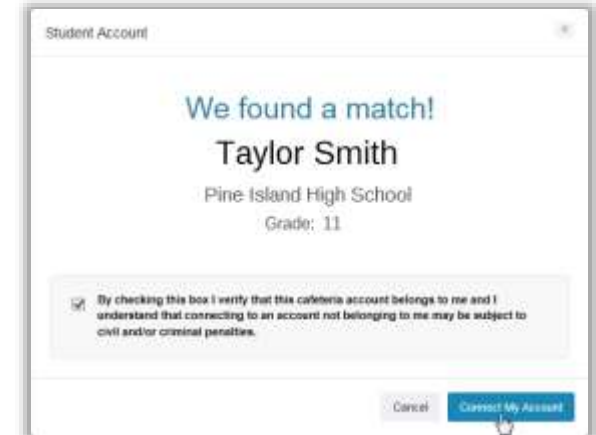 Student Account
×
We found a match!
Taylor Smith
Pine Island High School
Grade: 11
By checking this box I verify that this cafeteria account belongs to me and I
understand that connecting to an account not belonging to me may be subject to
civil and/or criminal penalties.
Cancel
Connect My Account